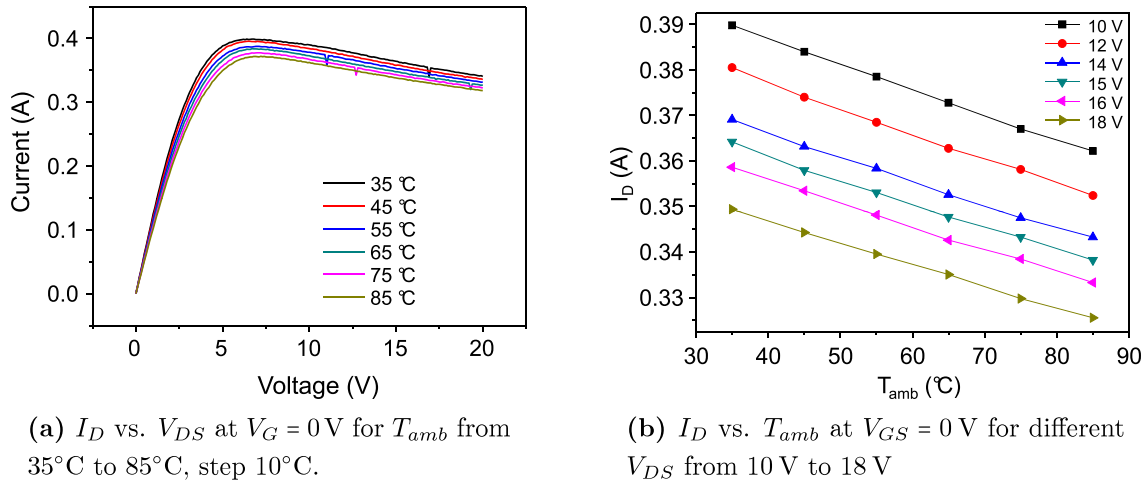 0.4
0.3
0.2
0.1
0.0
Current (A)
35 °C
45 °C
55 °C
65 °C
75 °C
85 °C
0 5 10 15 20
Voltage (V)
(a) I_D vs. V_DS at V_G = 0 V for T_amb from
35°C to 85°C, step 10°C.
0.39
0.38
0.37
0.36
0.35
0.34
0.33
I_D (A)
10 V
12 V
14 V
15 V
16 V
18 V
30 40 50 60 70 80 90
T_amb (°C)
(b) I_D vs. T_amb at V_GS = 0 V for different
V_DS from 10 V to 18 V